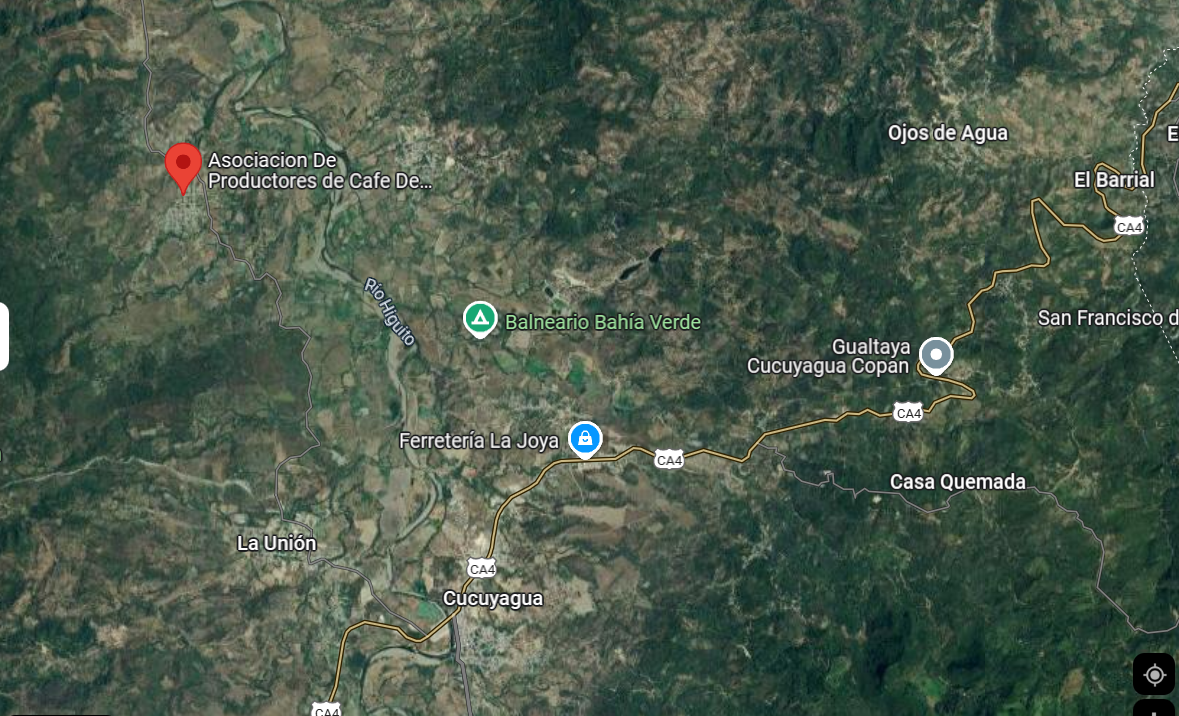 Ojos de Agua
E
Asociacion De
Productores de Cafe De...
El Barrial
CA4
Río Higuito
Balneario Bahía Verde
San Francisco d
Gualtaya
Cucuyagua Copan
CA4
Ferretería La Joya
CA4
Casa Quemada
La Unión
CA4
Cucuyagua
CA4